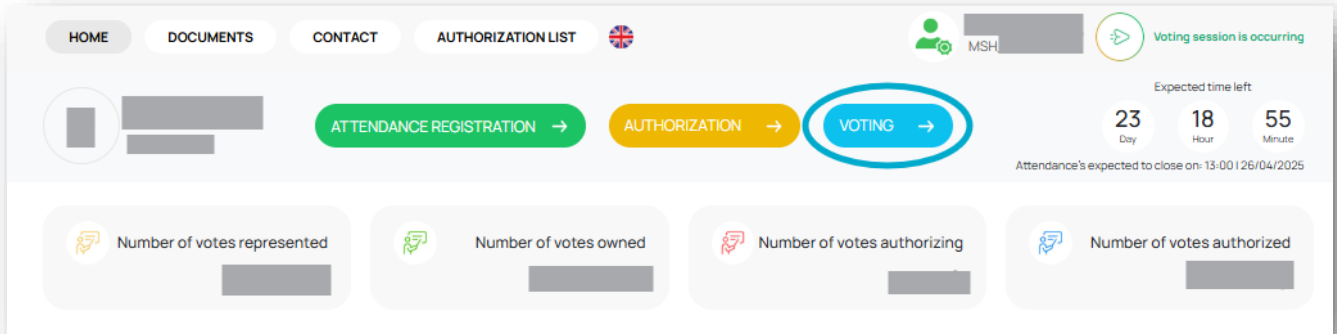 HOME DOCUMENTS CONTACT AUTHORIZATION LIST
MSH
Voting session is occurring
ATTENDANCE REGISTRATION → AUTHORIZATION → VOTING →
Expected time left
23 18 55
Day Hour Minute
Attendance's expected to close on: 13:00 | 26/04/2025
Number of votes represented Number of votes owned Number of votes authorizing Number of votes authorized